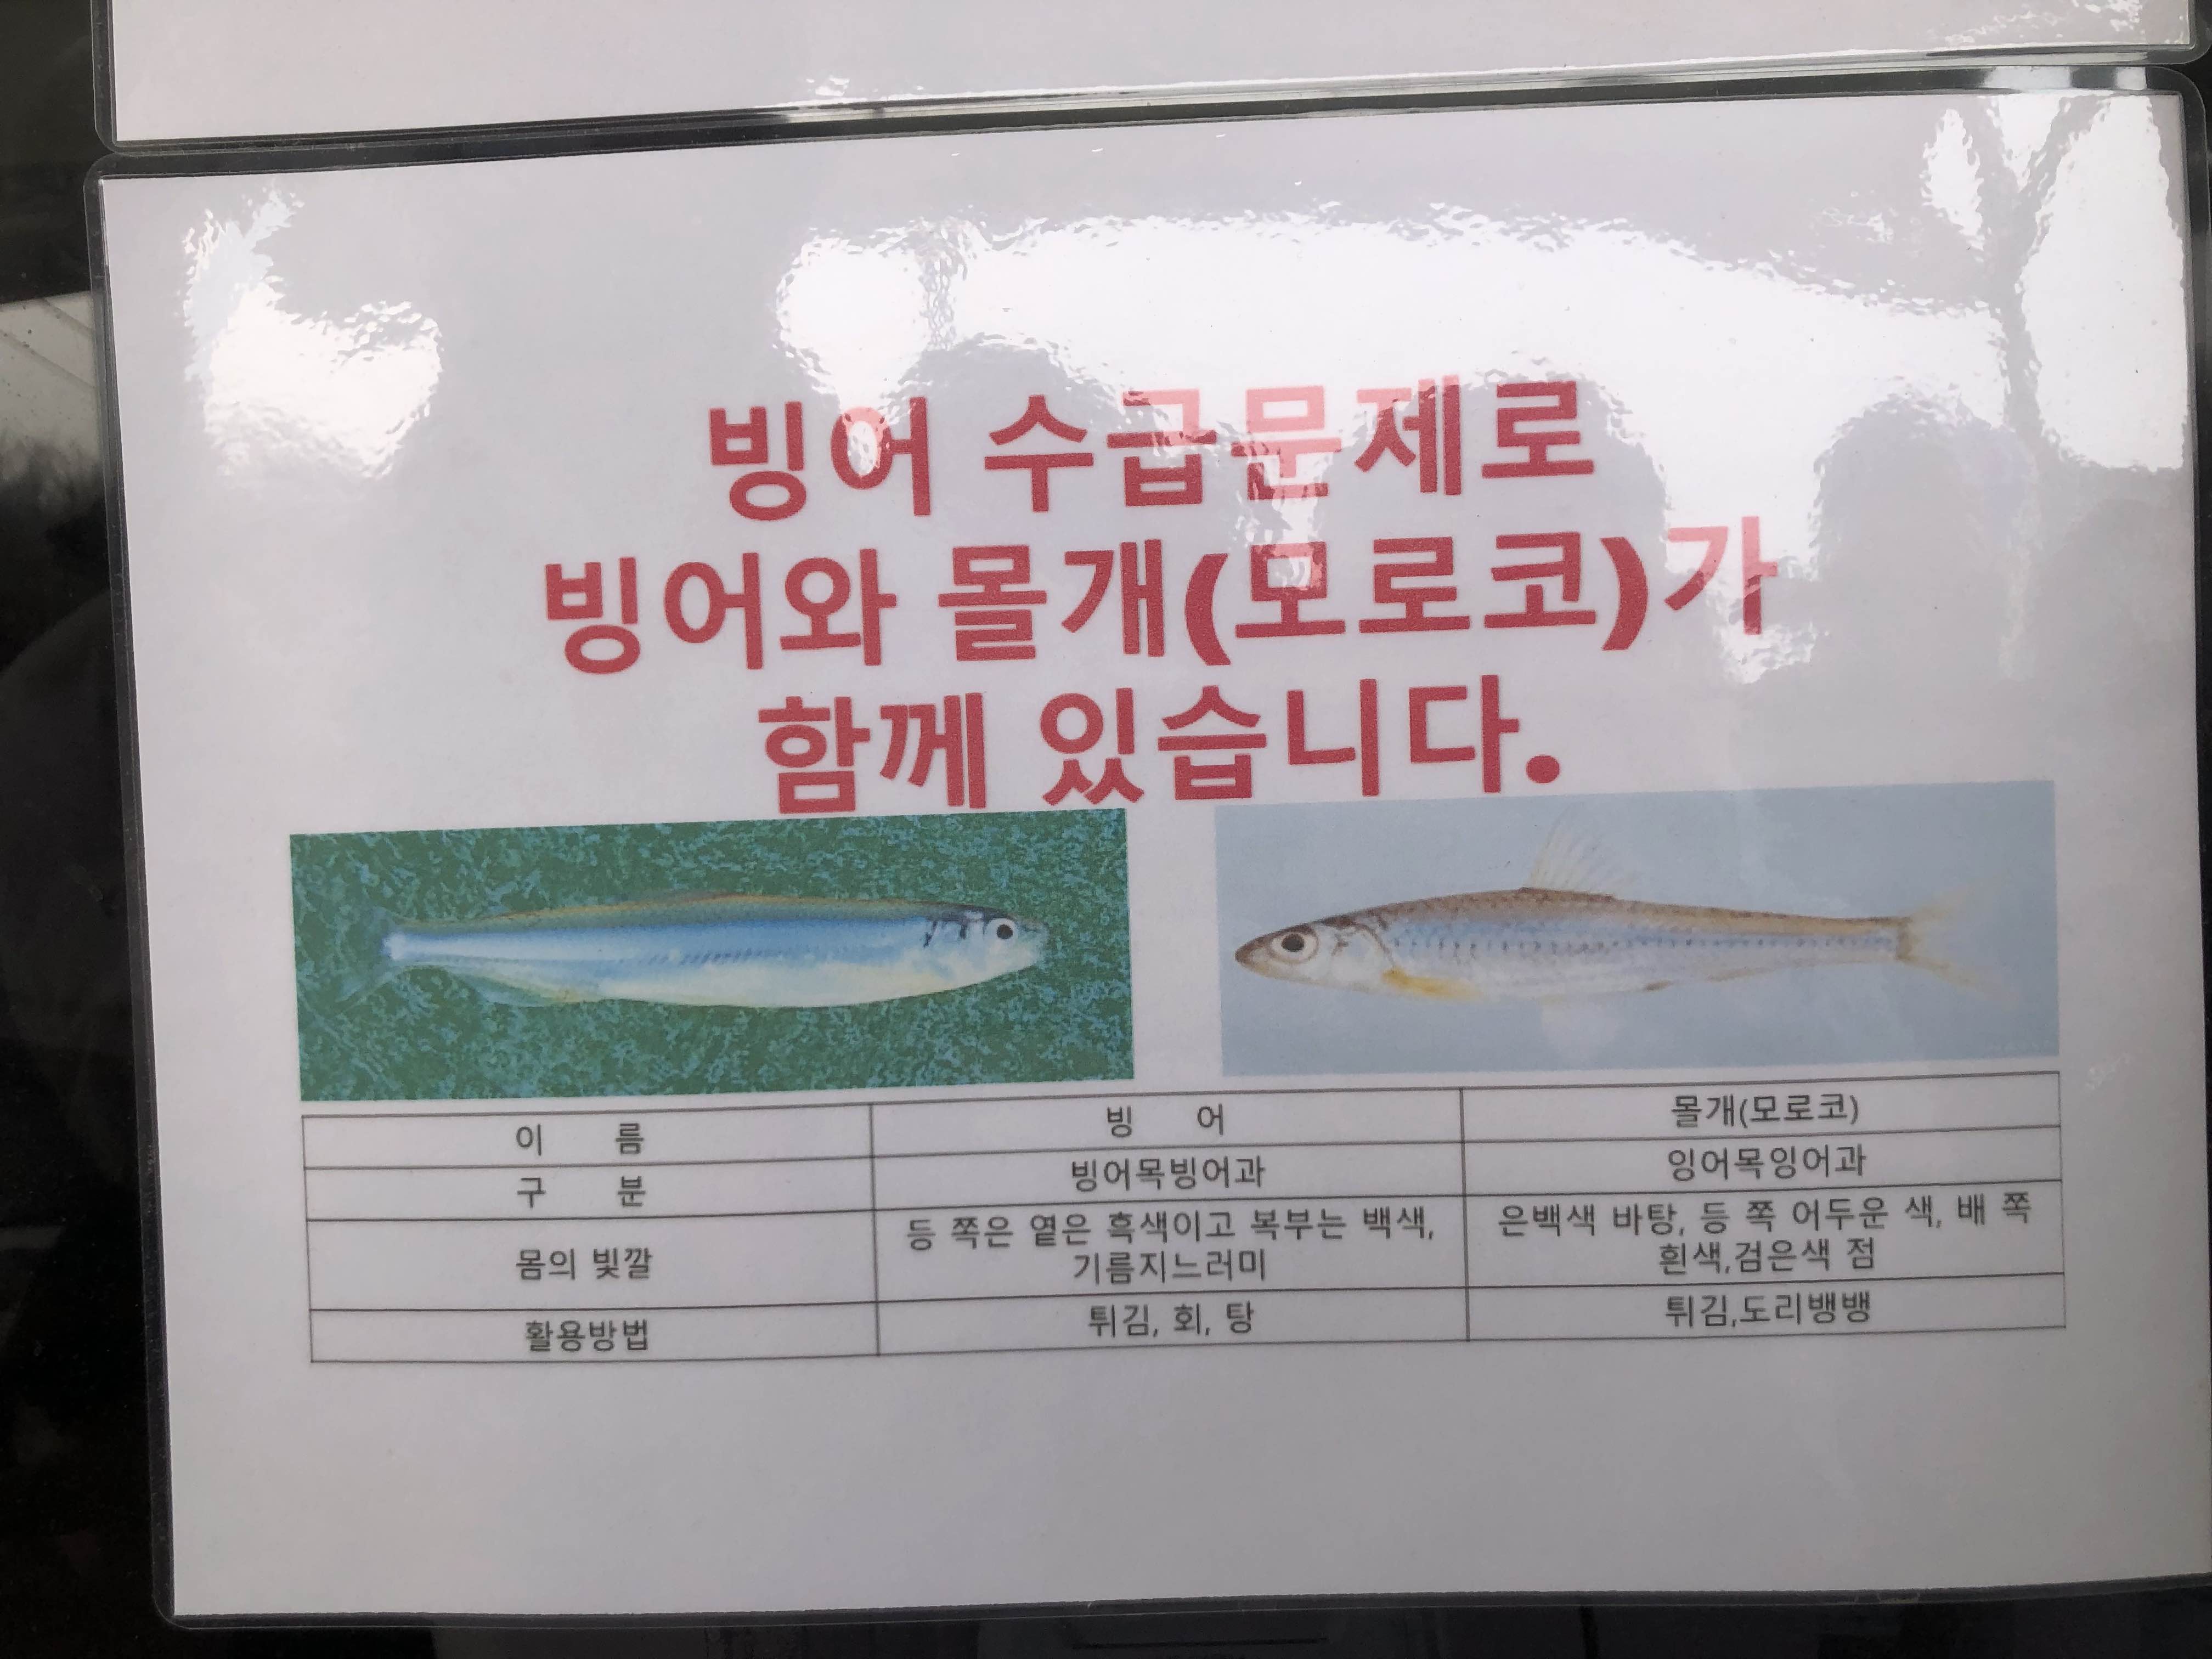 빙어 수급문제로
빙어와 몰개(모로코)가
함께 있습니다.
이 름 빙 어 몰개(모로코)
구 분 빙어목빙어과 잉어목잉어과
몸의 빛깔 등 쪽은 옅은 흑색이고 복부는 백색, 은백색 바탕, 등 쪽 어두운 색, 배 쪽
기름지느러미 흰색,검은색 점
활용방법 튀김, 회, 탕 튀김,도리뱅뱅